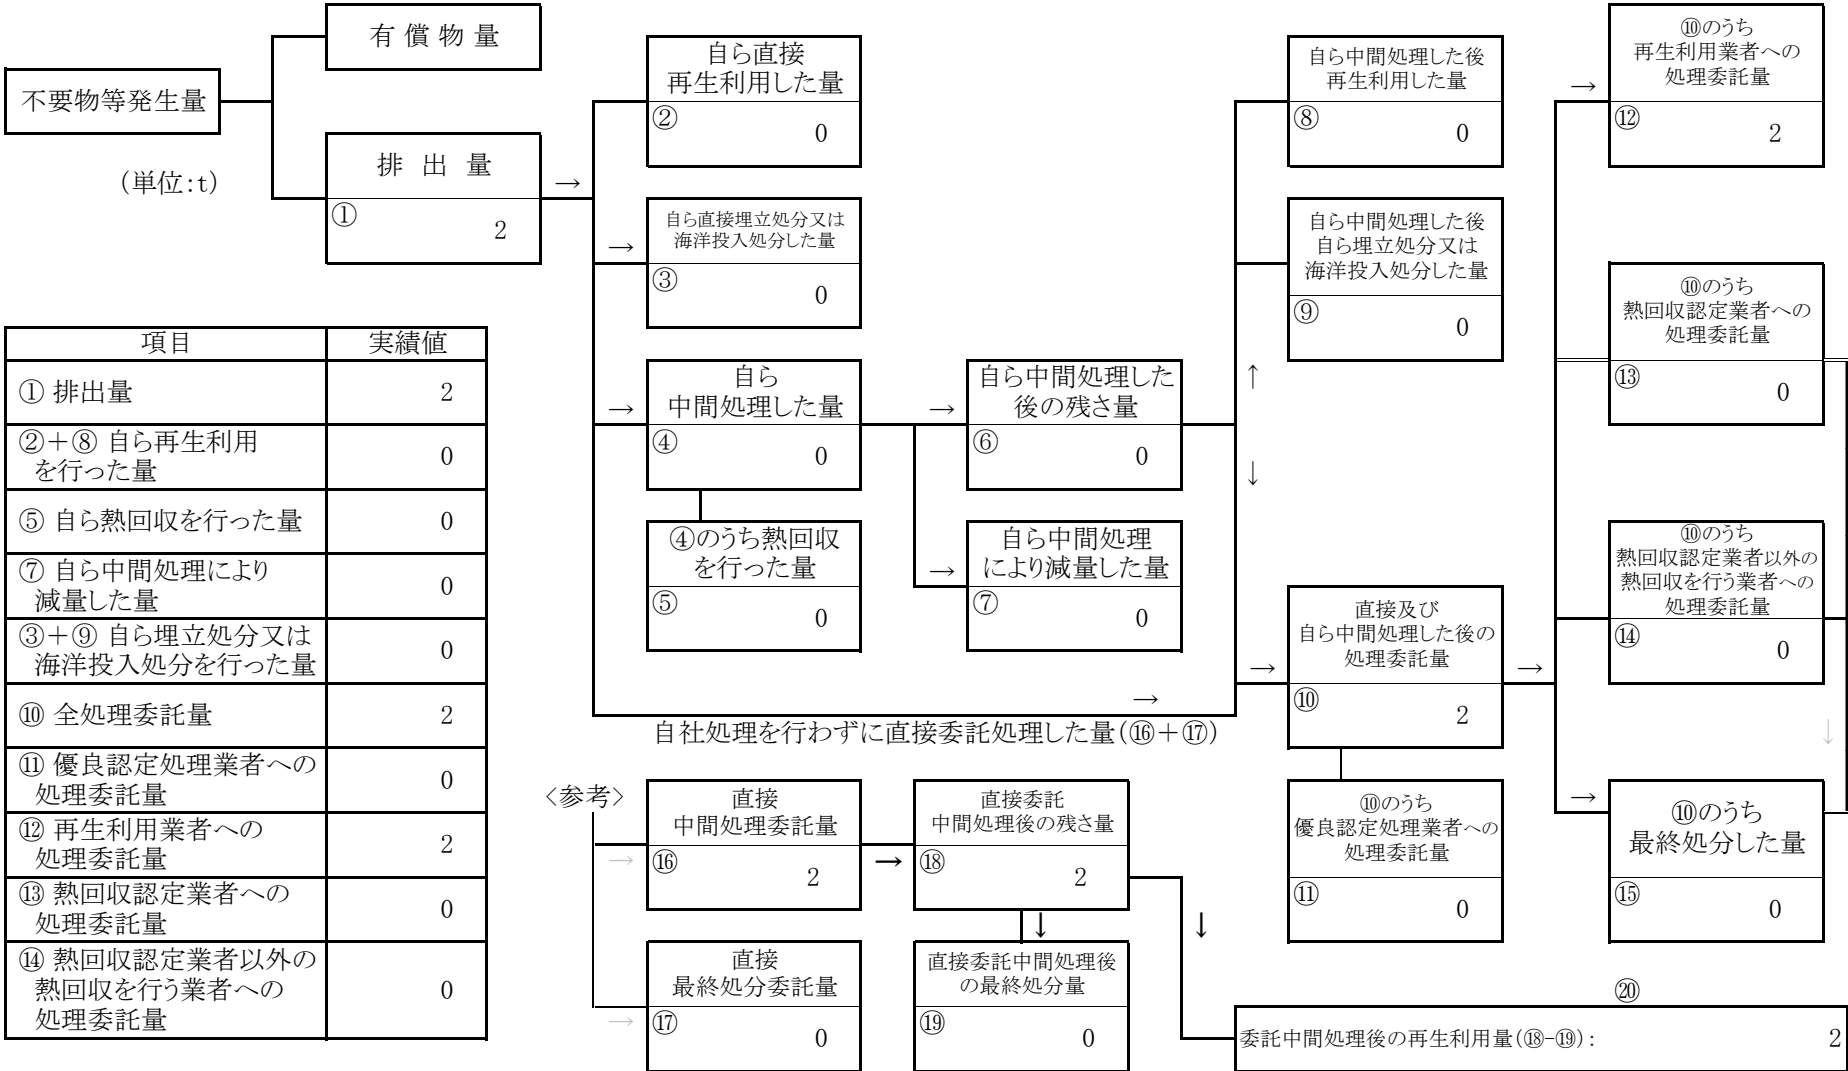 不要物等発生量
(単位:t)
有 償 物 量
排 出 量
①
2
自ら直接
再生利用した量
②
0
自ら直接埋立処分又は
海洋投入処分した量
③
0
自ら
中間処理した量
④
0
④のうち熱回収
を行った量
⑤
0
自ら中間処理した
後の残さ量
⑥
0
自ら中間処理
により減量した量
⑦
0
自ら中間処理した後
再生利用した量
⑧
0
自ら中間処理した後
自ら埋立処分又は
海洋投入処分した量
⑨
0
直接及び
自ら中間処理した後の
処理委託量
⑩
2
⑩のうち
優良認定処理業者への
処理委託量
⑪
0
⑩のうち
再生利用業者への
処理委託量
⑫
2
⑩のうち
熱回収認定業者への
処理委託量
⑬
0
⑩のうち
熱回収認定業者以外の
熱回収を行う業者への
処理委託量
⑭
0
⑩のうち
最終処分した量
⑮
0
自社処理を行わずに直接委託処理した量(⑯+⑰)
〈参考〉
直接
中間処理委託量
⑯
2
直接
最終処分委託量
⑰
0
直接委託
中間処理後の残さ量
⑱
2
直接委託中間処理後
の最終処分量
⑲
0
⑳
委託中間処理後の再生利用量(⑱-⑲): 2
項目 実績値
① 排出量 2
②+⑧ 自ら再生利用
を行った量 0
⑤ 自ら熱回収を行った量 0
⑦ 自ら中間処理により
減量した量 0
③+⑨ 自ら埋立処分又は
海洋投入処分を行った量 0
⑩ 全処理委託量 2
⑪ 優良認定処理業者への
処理委託量 0
⑫ 再生利用業者への
処理委託量 2
⑬ 熱回収認定業者への
処理委託量 0
⑭ 熱回収認定業者以外の
熱回収を行う業者への
処理委託量 0